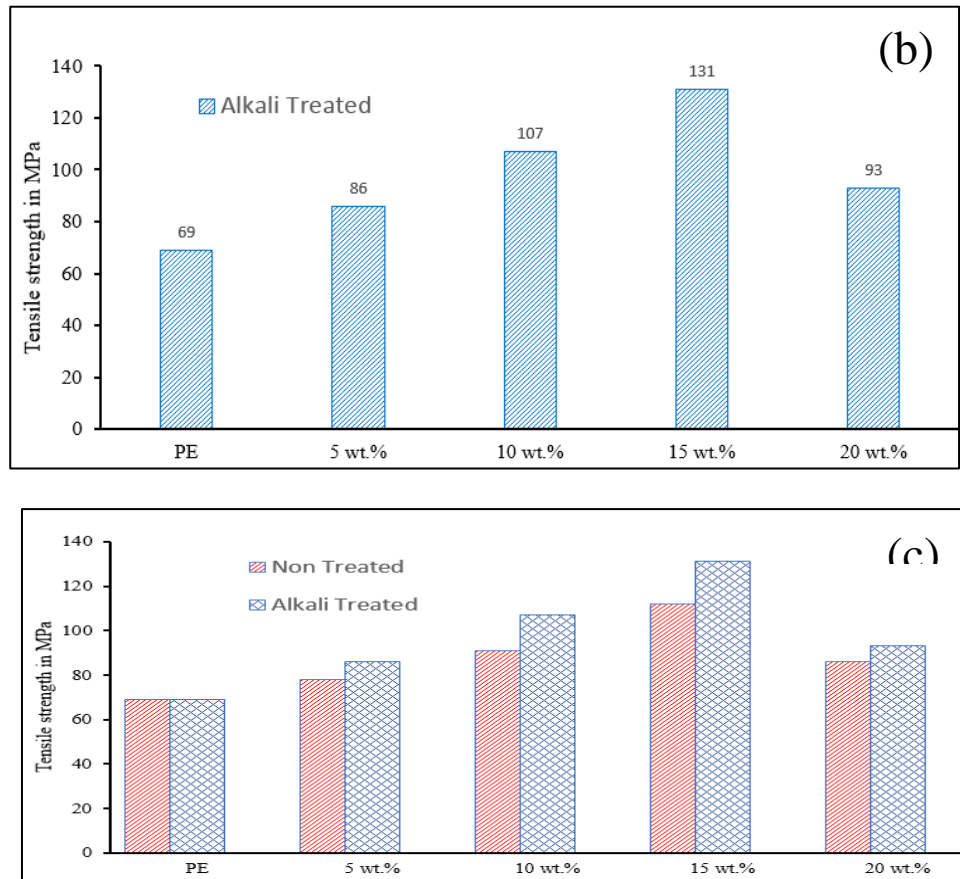 (b)
Tensile strength in MPa
140
120
100
80
60
40
20
0
Alkali Treated
69
86
107
131
93
PE 5 wt.% 10 wt.% 15 wt.% 20 wt.%
(c)
Tensile strength in MPa
140
120
100
80
60
40
20
0
Non Treated
Alkali Treated
PE 5 wt.% 10 wt.% 15 wt.% 20 wt.%